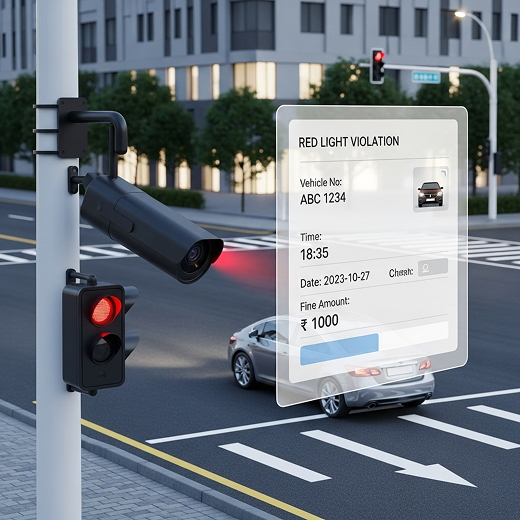 RED LIGHT VIOLATION
Vehicle No:
ABC 1234
Time:
18:35
Date: 2023-10-27
Fine Amount:
₹ 1000